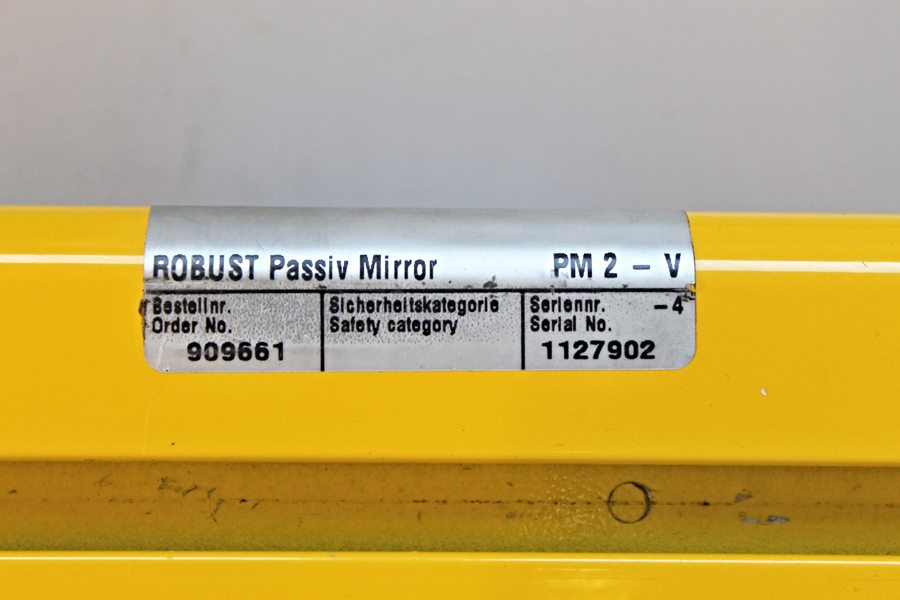 ROBUST Passiv Mirror PM 2 - V
Bestellnr. Sicherheitskategorie Seriennr. -4
Order No. Safety category Serial No.
909661 1127902